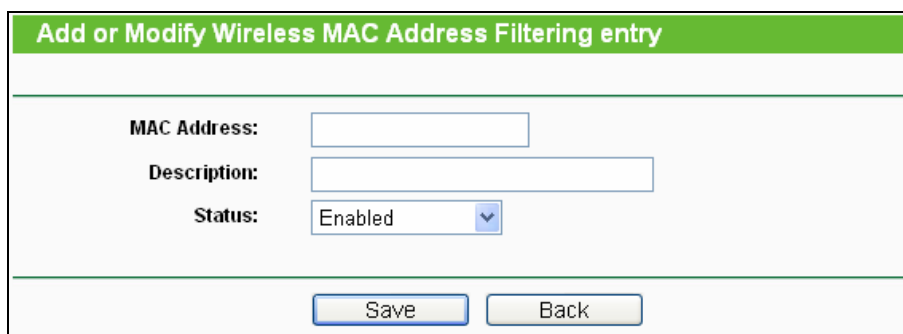 Add or Modify Wireless MAC Address Filtering entry
MAC Address:
Description:
Status: Enabled
Save Back